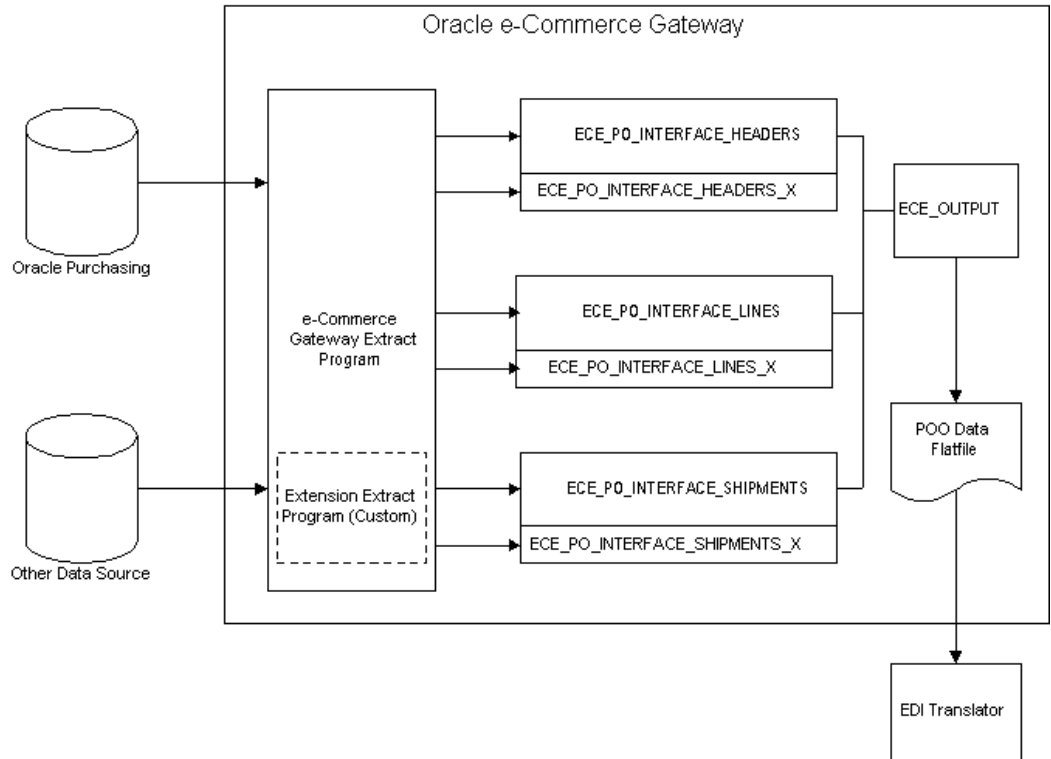 Oracle e-Commerce Gateway
Oracle Purchasing
Other Data Source
e-Commerce
Gateway Extract
Program
Extension Extract
Program (Custom)
ECE_PO_INTERFACE_HEADERS
ECE_PO_INTERFACE_HEADERS_X
ECE_PO_INTERFACE_LINES
ECE_PO_INTERFACE_LINES_X
ECE_PO_INTERFACE_SHIPMENTS
ECE_PO_INTERFACE_SHIPMENTS_X
ECE_OUTPUT
POO Data
Flatfile
EDI Translator